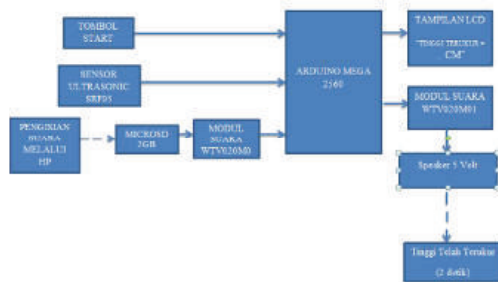 TOMBOL
START
SENSOR
ULTRASONIC
SRF05
PENGISIAN
SUARA
MELALUI
HP
MICROSD
2GB
MODUL
SUARA
WTV020M0
ARDUINO MEGA
2560
TAMPILAN LCD
"TINGGI TERUKUR =
CM"
MODUL SUARA
WTV020M01
Speaker 5 Volt
Tinggi Telah Terukur
(2 detik)